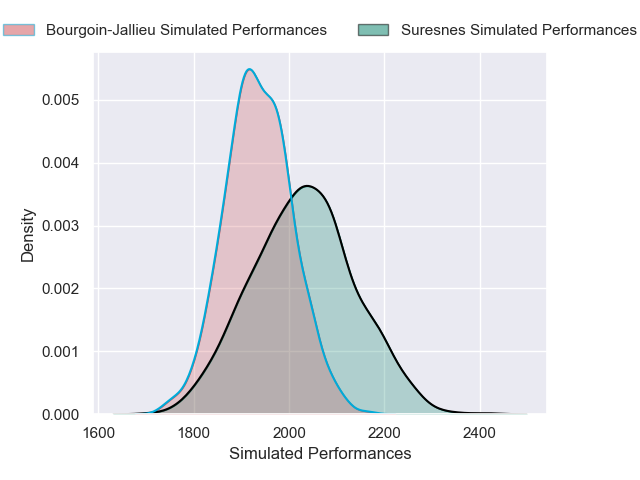 Bourgoin-Jallieu Simulated Performances
Suresnes Simulated Performances
0.005
0.004
0.003
0.002
0.001
0.000
Density
1600 1800 2000 2200 2400
Simulated Performances